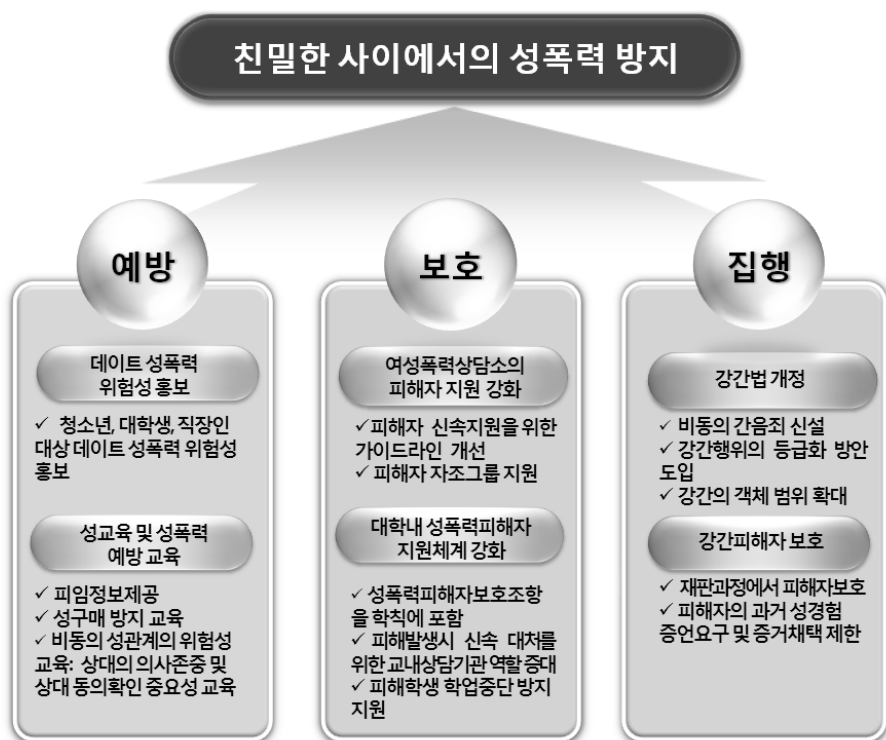 친밀한 사이에서의 성폭력 방지
예방
데이트 성폭력
위험성 홍보
✓ 청소년, 대학생, 직장인
대상 데이트 성폭력 위험성
홍보
성교육 및 성폭력
예방 교육
✓ 피임정보제공
✓ 성구매 방지 교육
✓ 비동의 성관계의 위험성
교육: 상대의 의사존중 및
상대 동의확인 중요성 교육
보호
여성폭력상담소의
피해자 지원 강화
✓피해자 신속지원을 위한
가이드라인 개선
✓ 피해자 자조그룹 지원
대학내 성폭력피해자
지원체계 강화
✓ 성폭력피해자보호조항
을 학칙에 포함
✓ 피해발생시 신속 대처를
위한 교내상담기관 역할 증대
✓ 피해학생 학업중단 방지
지원
집행
강간법 개정
✓ 비동의 간음죄 신설
✓ 강간행위의 등급화 방안
도입
✓ 강간의 객체 범위 확대
강간피해자 보호
✓ 재판과정에서 피해자보호
✓ 피해자의 과거 성경험
증언요구 및 증거채택 제한